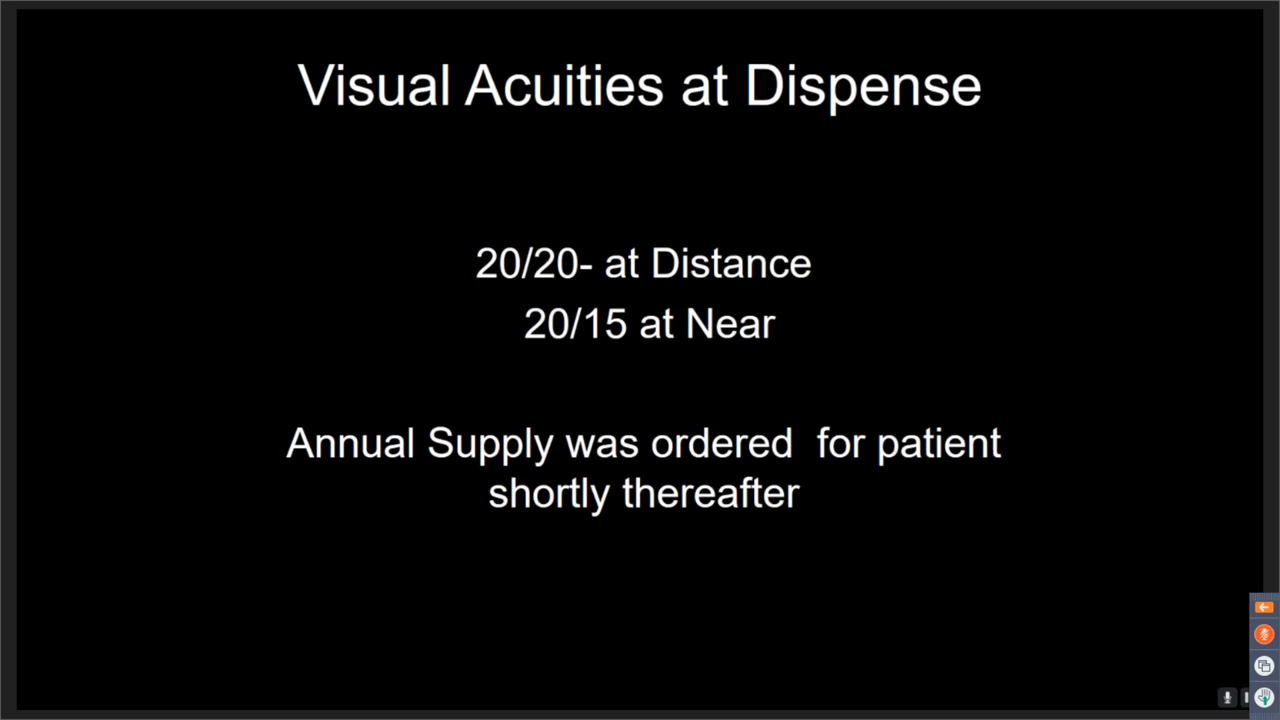 Visual Acuities at Dispense
20/20- at Distance
20/15 at Near
Annual Supply was ordered  for patient
shortly thereafter